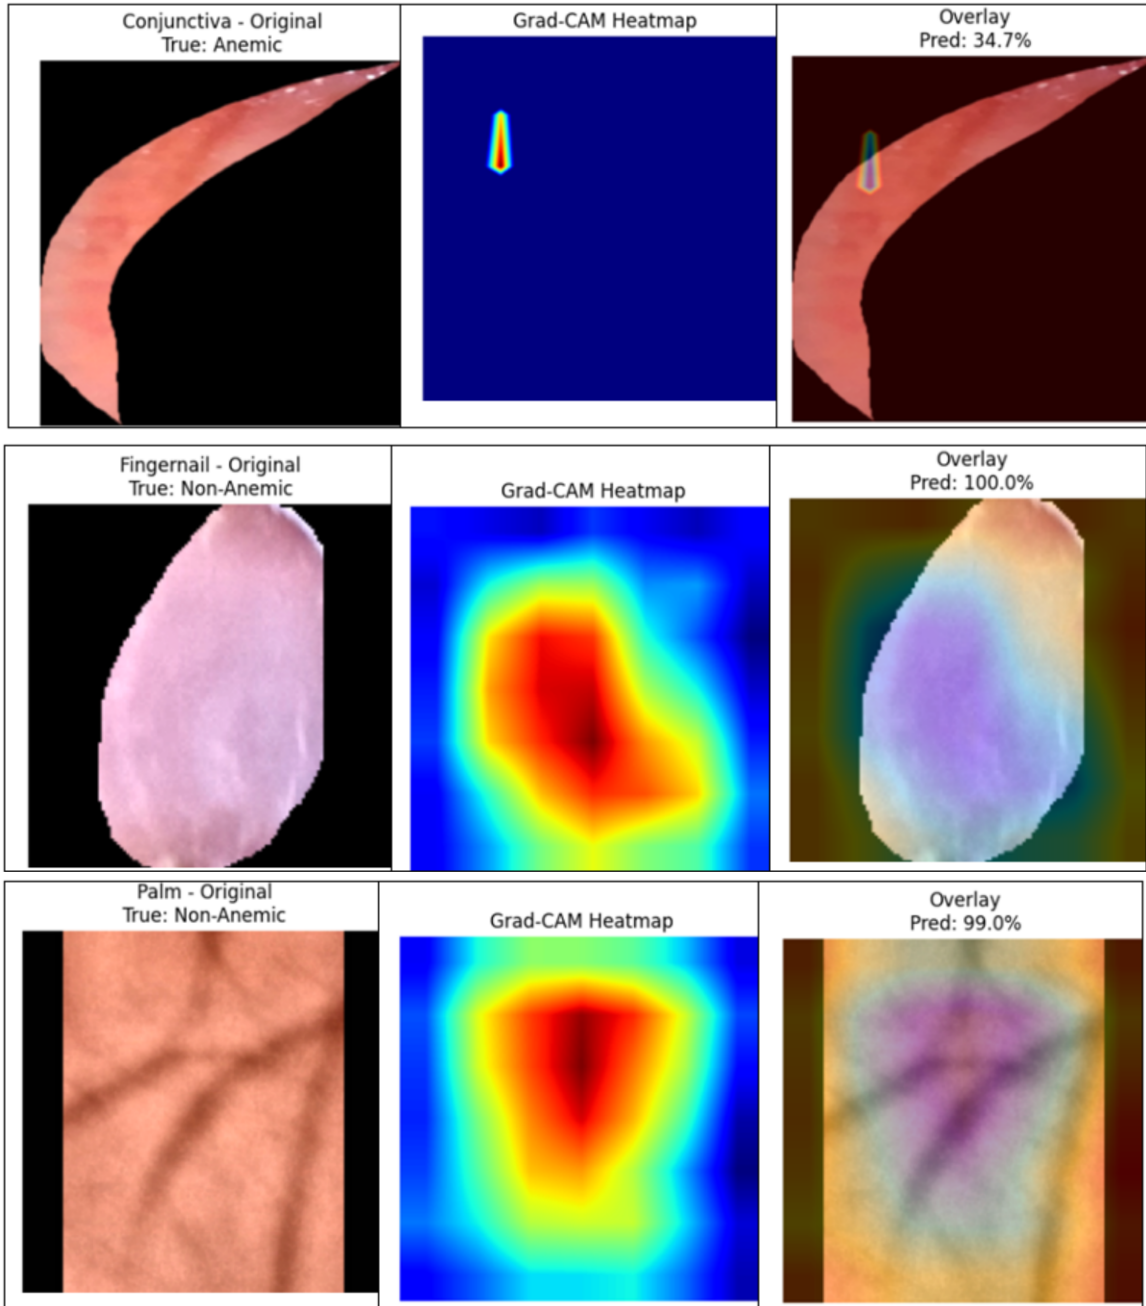 Conjunctiva - Original
True: Anemic
Grad-CAM Heatmap
Overlay
Pred: 34.7%
Fingernail - Original
True: Non-Anemic
Grad-CAM Heatmap
Overlay
Pred: 100.0%
Palm - Original
True: Non-Anemic
Grad-CAM Heatmap
Overlay
Pred: 99.0%